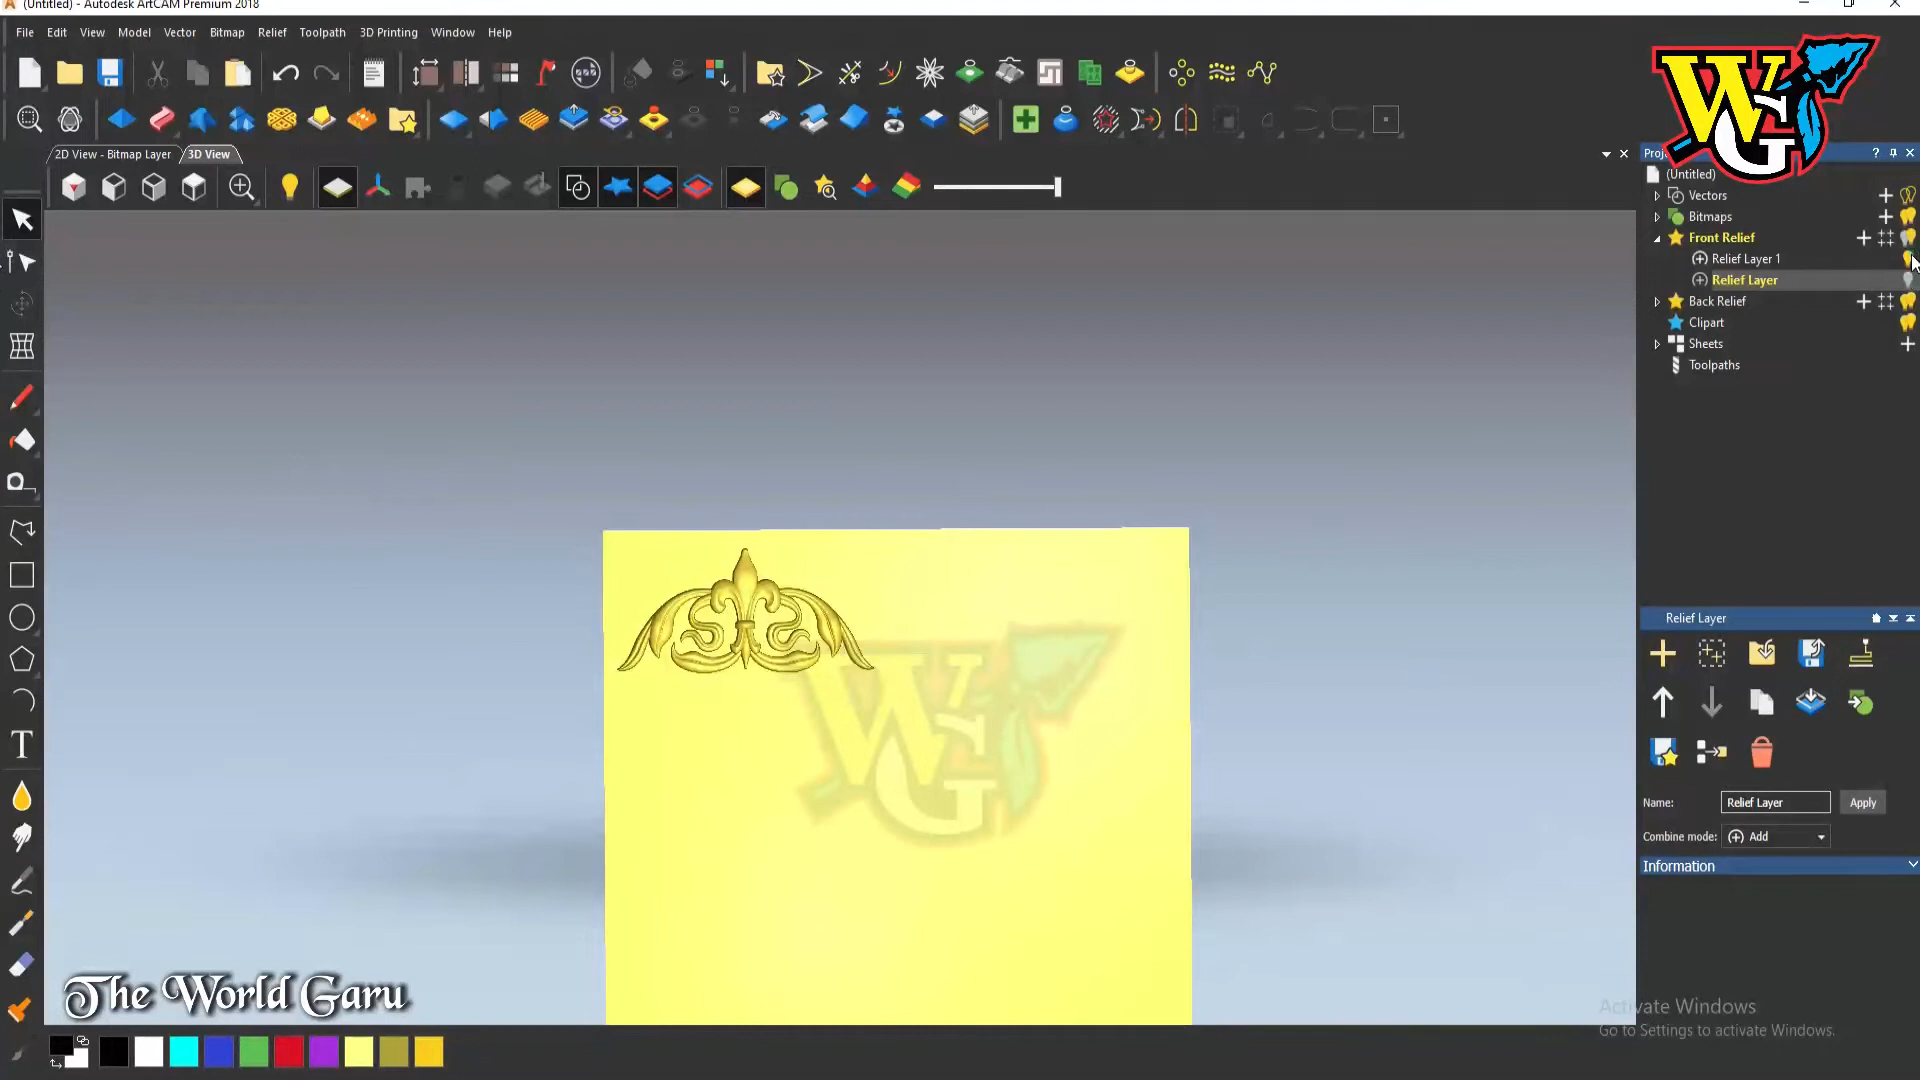 (Untitled) - Autodesk ArtCAM Premium 2018
File Edit View Model Vector Bitmap Relief Toolpath 3D Printing Window Help
WG
2D View - Bitmap Layer 3D View
(Untitled)
Vectors
Bitmaps
Front Relief
Relief Layer 1
Relief Layer
Back Relief
Clipart
Sheets
Toolpaths
WG
Relief Layer
Name: Relief Layer Apply
Combine mode: Add
Information
The World Garu
Activate Windows
Go to Settings to activate Windows.